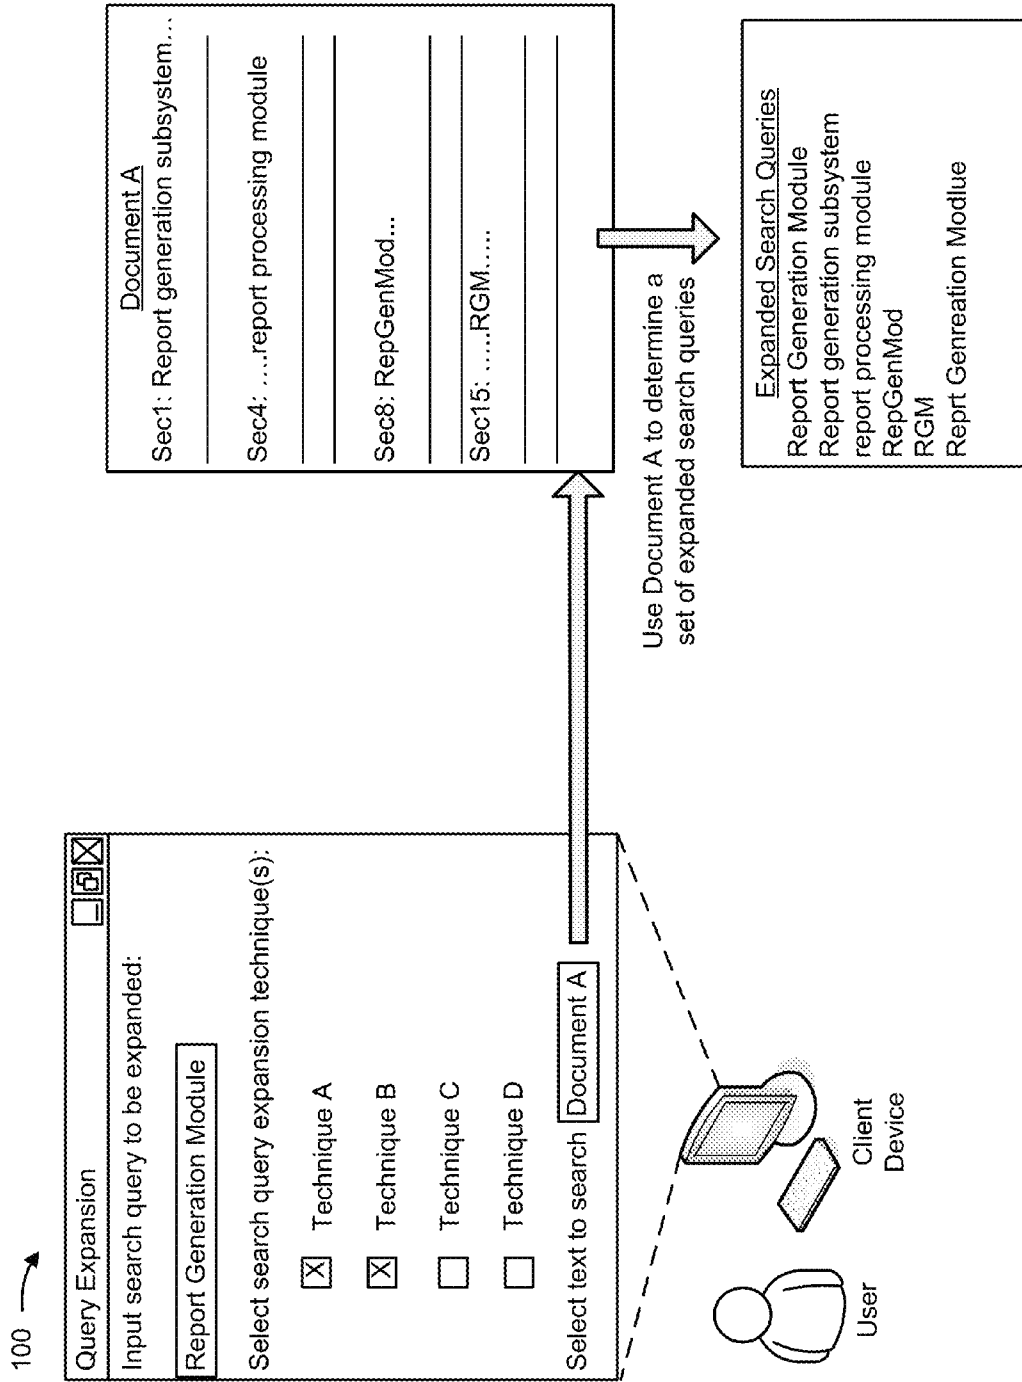 100
Query Expansion
Input search query to be expanded:
Report Generation Module
Select search query expansion technique(s):
X Technique A
X Technique B
Technique C
Technique D
Select text to search Document A
User
Client
Device
Document A
Sec1: Report generation subsystem...
Sec4: ....report processing module
Sec8: RepGenMod...
Sec15: .....RGM.....
Use Document A to determine a
set of expanded search queries
Expanded Search Queries
Report Generation Module
Report generation subsystem
report processing module
RepGenMod
RGM
Reprt Genreation Modlue